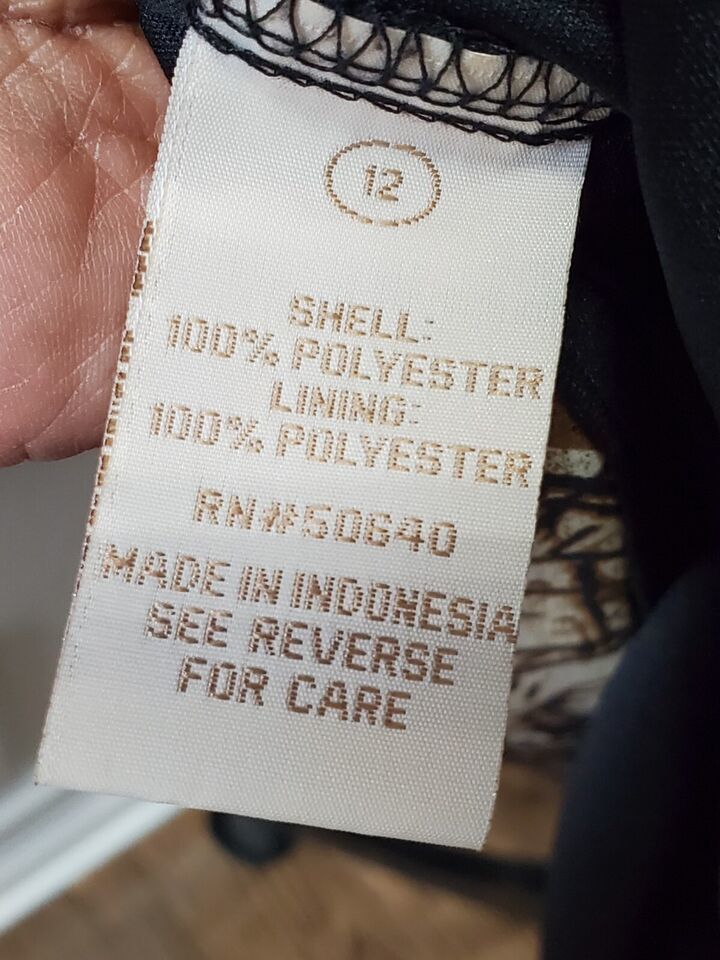 12
SHELL:
100% POLYESTER
LINING:
100% POLYESTER
RN#50640
MADE IN INDONESIA
SEE REVERSE
FOR CARE